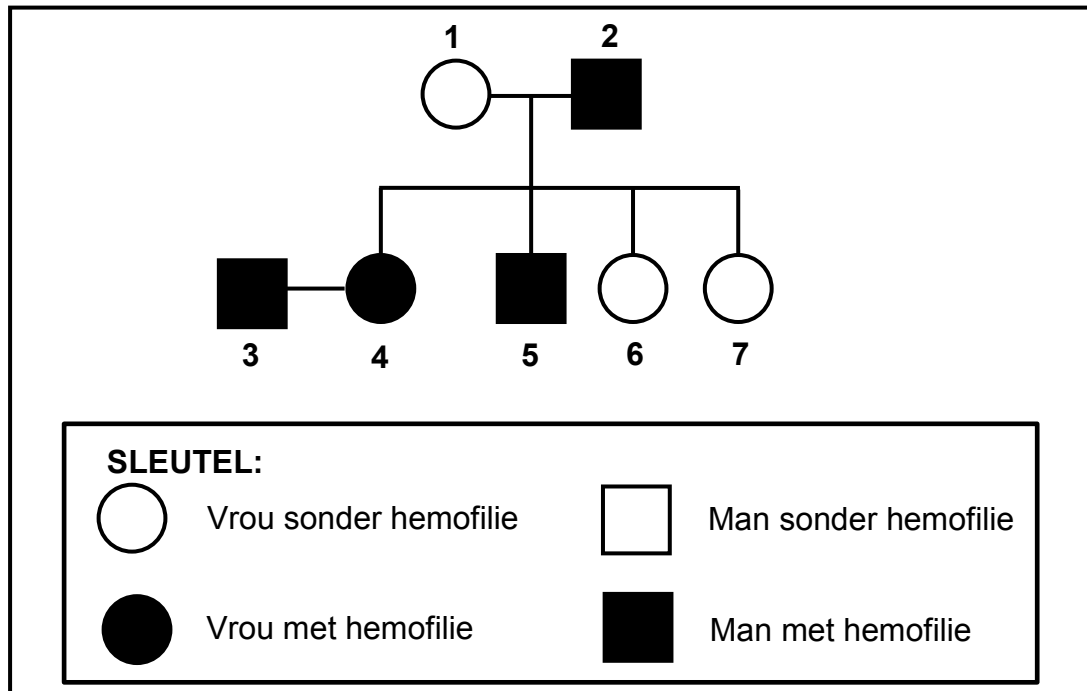 1 2
3 4 5 6 7
SLEUTEL:
Vrou sonder hemofilie Man sonder hemofilie
Vrou met hemofilie Man met hemofilie